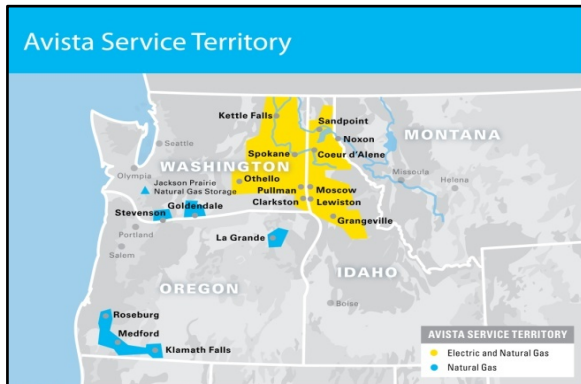 Avista Service Territory
Kettle Falls
Sandpoint
Noxon
MONTANA
Seattle
Spokane
Coeur d'Alene
WASHINGTON
Missoula
Helena
Olympia
Othello
Jackson Prairie
Natural Gas Storage
Pullman
Moscow
Clarkston
Lewiston
Goldendale
Stevenson
Grangeville
Portland
La Grande
Salem
IDAHO
OREGON
Boise
Roseburg
Medford
Klamath Falls
AVISTA SERVICE TERRITORY
Electric and Natural Gas
Natural Gas